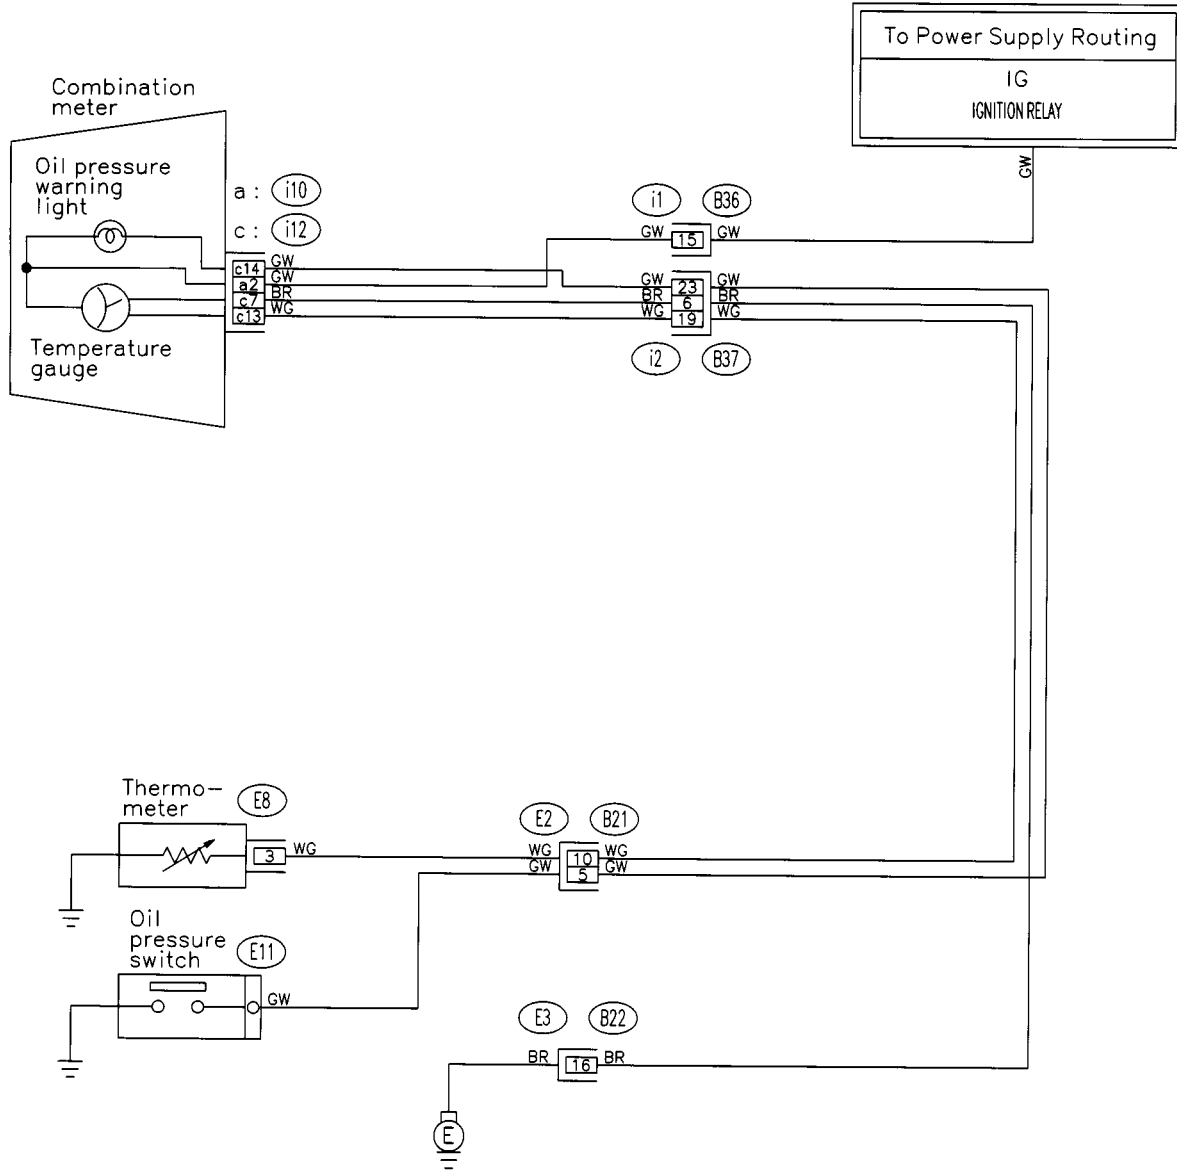 To Power Supply Routing
IG
IGNITION RELAY
GW
Combination
meter
Oil pressure
warning
light
a : i10
c : i12
c14 GW
a2 GW
c7 BR
c13 WG
Temperature
gauge
i1 B36
GW 15 GW
GW 23 GW
BR 6 BR
WG 19 WG
i2 B37
Thermo-
meter
E8
3 WG
E2 B21
WG 10 WG
GW 5 GW
Oil
pressure
switch
E11
GW
E3 B22
BR 16 BR
E